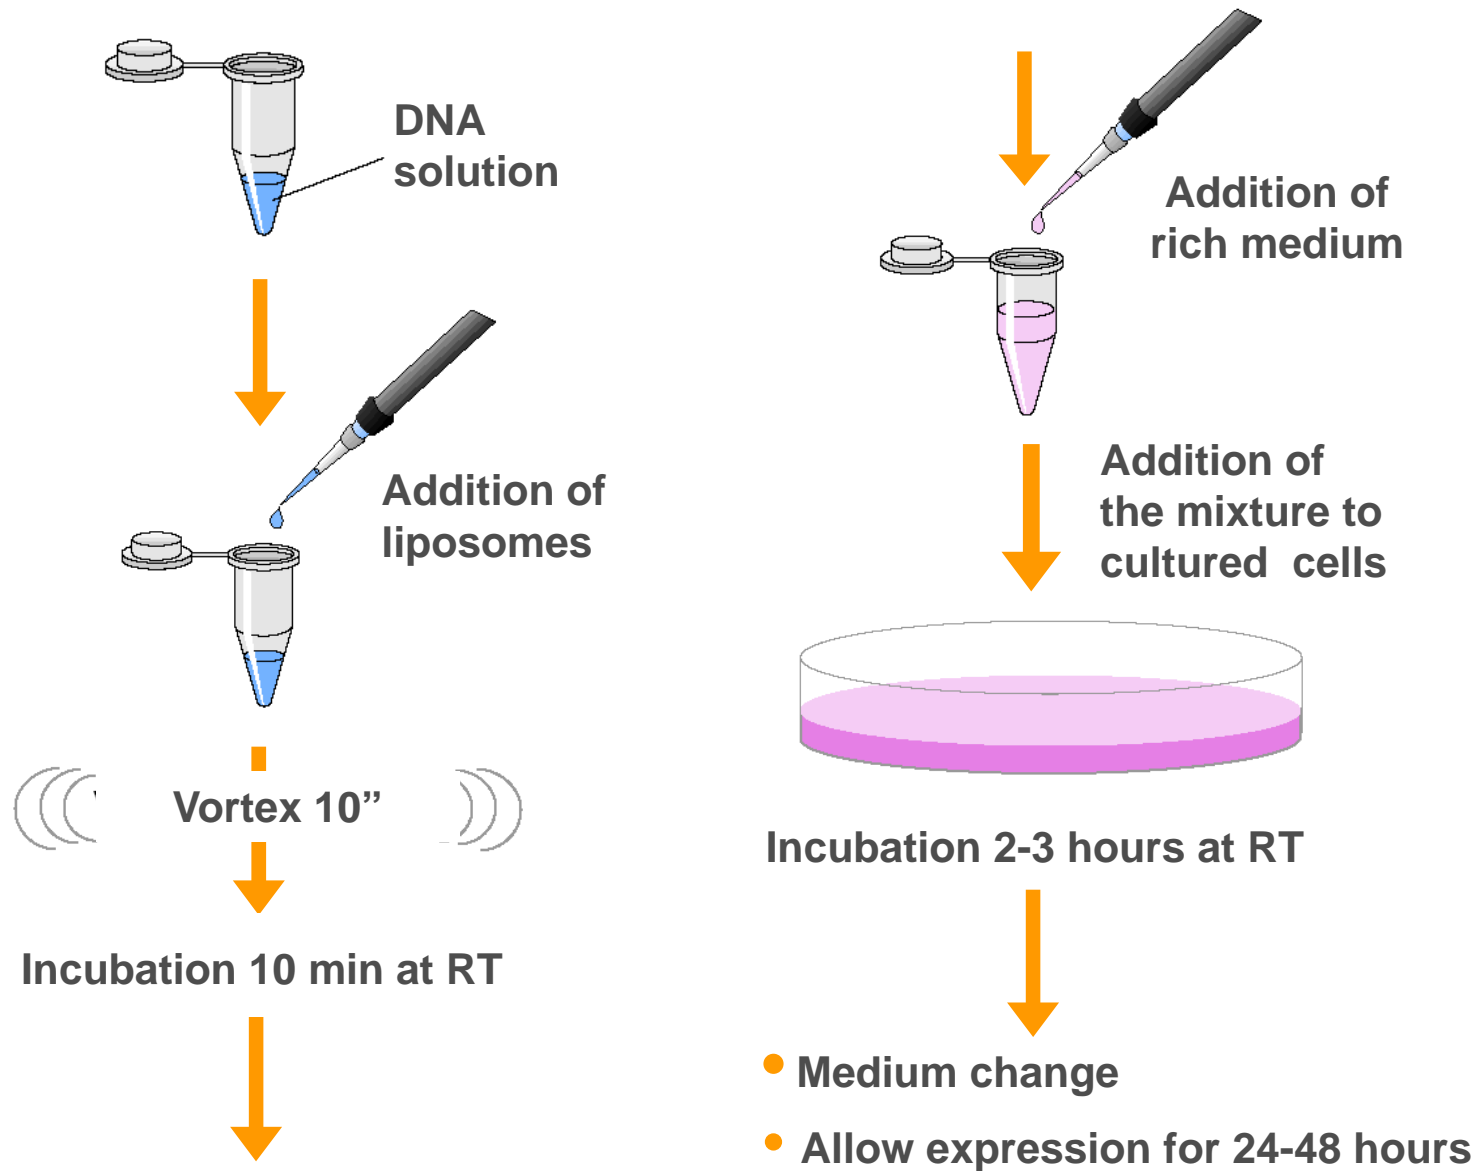 DNA
solution
Addition of
liposomes
Vortex 10”
Incubation 10 min at RT
Addition of
rich medium
Addition of
the mixture to
cultured cells
Incubation 2-3 hours at RT
• Medium change
• Allow expression for 24-48 hours